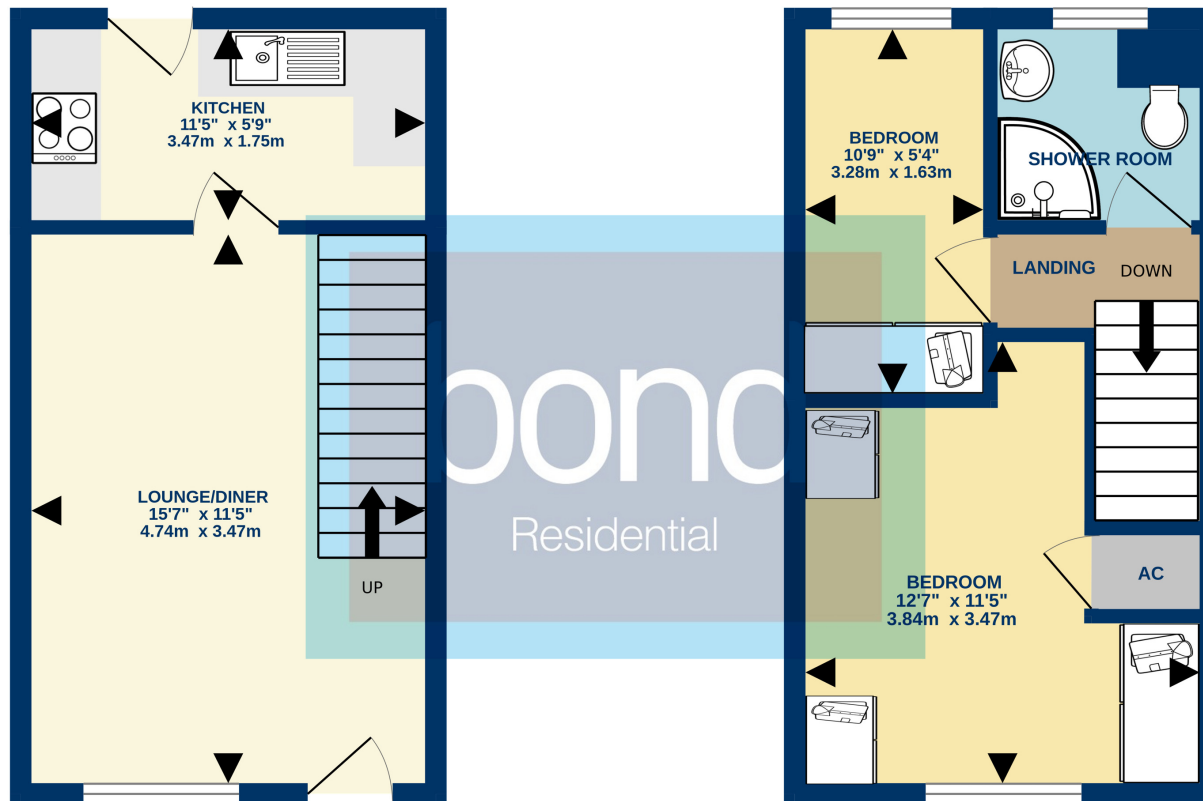 KITCHEN
11'5" x 5'9"
3.47m x 1.75m
LOUNGE/DINER
15'7" x 11'5"
4.74m x 3.47m
UP
bond
Residential
BEDROOM
10'9" x 5'4"
3.28m x 1.63m
SHOWER ROOM
LANDING
DOWN
BEDROOM
12'7" x 11'5"
3.84m x 3.47m
AC